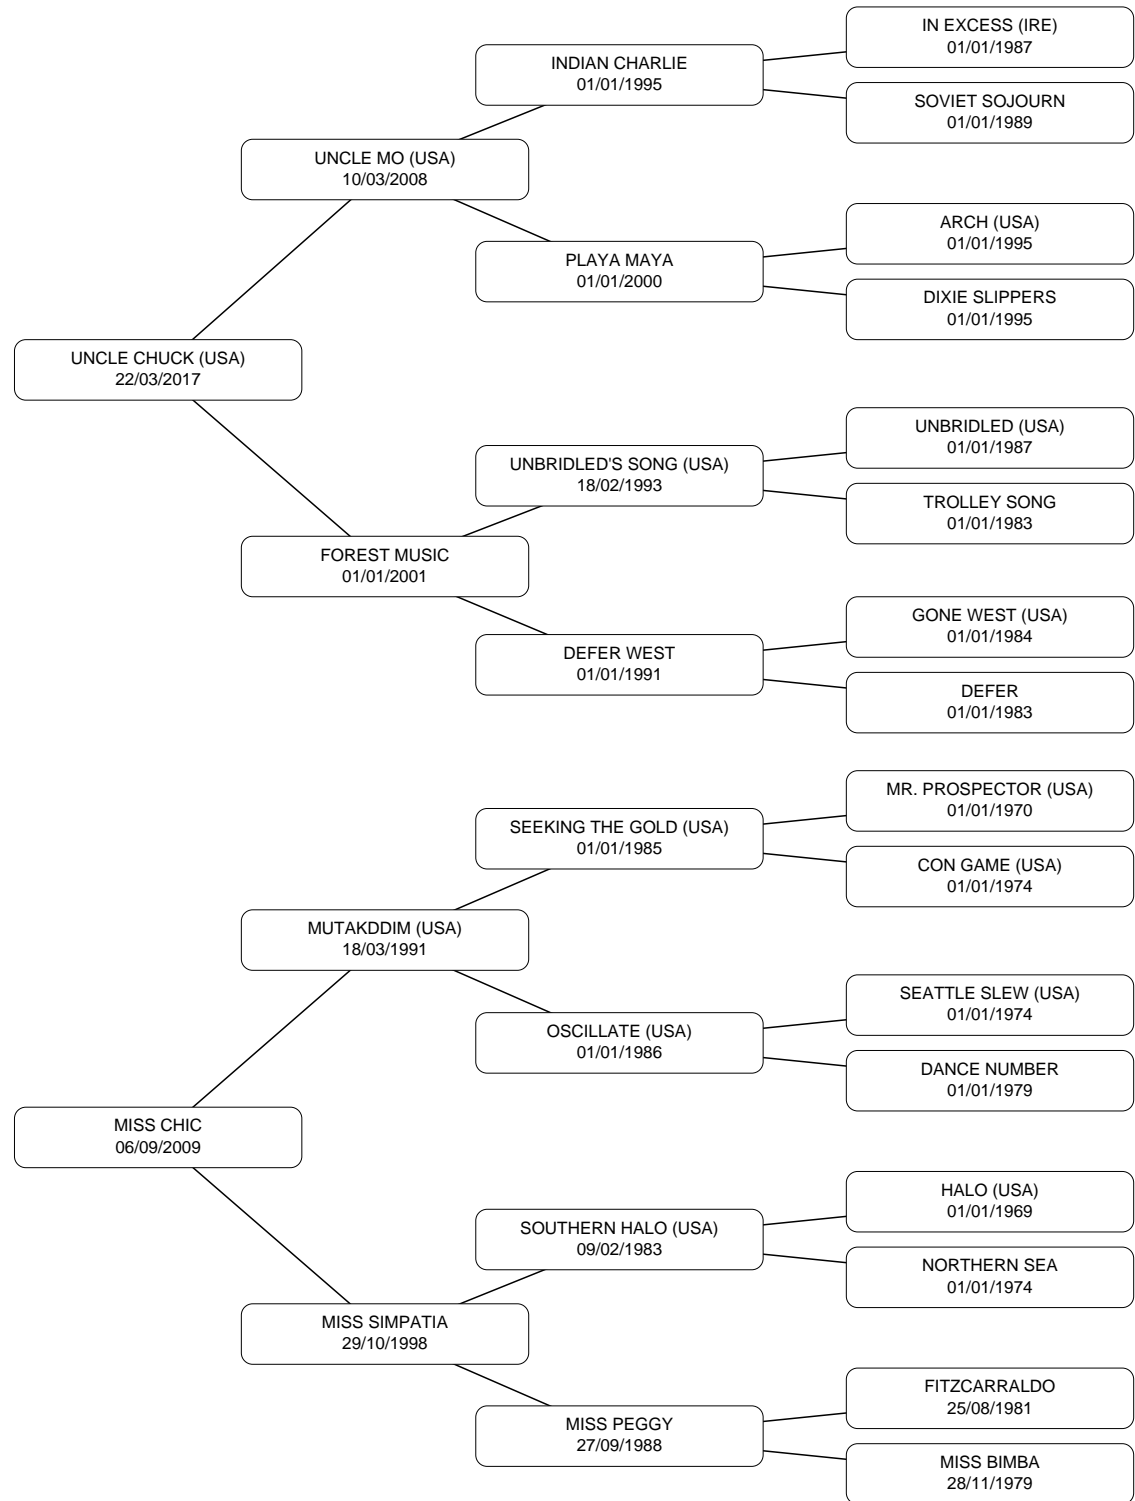 IN EXCESS (IRE)
01/01/1987
INDIAN CHARLIE
01/01/1995
SOVIET SOJOURN
01/01/1989
UNCLE MO (USA)
10/03/2008
ARCH (USA)
01/01/1995
PLAYA MAYA
01/01/2000
DIXIE SLIPPERS
01/01/1995
UNCLE CHUCK (USA)
22/03/2017
UNBRIDLED (USA)
01/01/1987
UNBRIDLED'S SONG (USA)
18/02/1993
TROLLEY SONG
01/01/1983
FOREST MUSIC
01/01/2001
GONE WEST (USA)
01/01/1984
DEFER WEST
01/01/1991
DEFER
01/01/1983
MR. PROSPECTOR (USA)
01/01/1970
SEEKING THE GOLD (USA)
01/01/1985
CON GAME (USA)
01/01/1974
MUTAKDDIM (USA)
18/03/1991
SEATTLE SLEW (USA)
01/01/1974
OSCILLATE (USA)
01/01/1986
DANCE NUMBER
01/01/1979
MISS CHIC
06/09/2009
HALO (USA)
01/01/1969
SOUTHERN HALO (USA)
09/02/1983
NORTHERN SEA
01/01/1974
MISS SIMPATIA
29/10/1998
FITZCARRALDO
25/08/1981
MISS PEGGY
27/09/1988
MISS BIMBA
28/11/1979